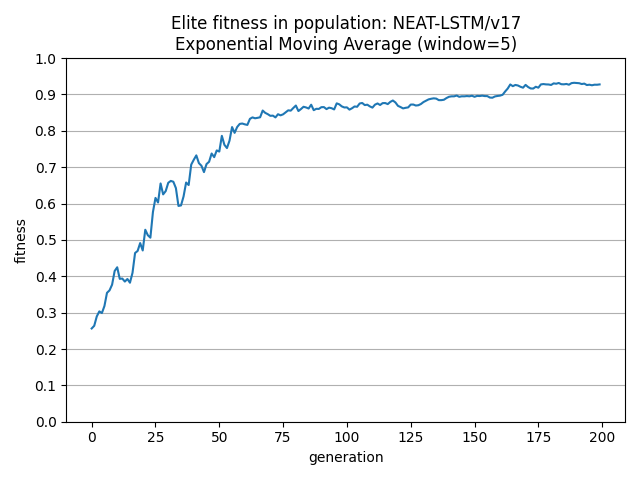 Elite fitness in population: NEAT-LSTM/v17
Exponential Moving Average (window=5)
1.0
0.9
0.8
0.7
0.6
0.5
0.4
0.3
0.2
0.1
0.0
fitness
0 25 50 75 100 125 150 175 200
generation